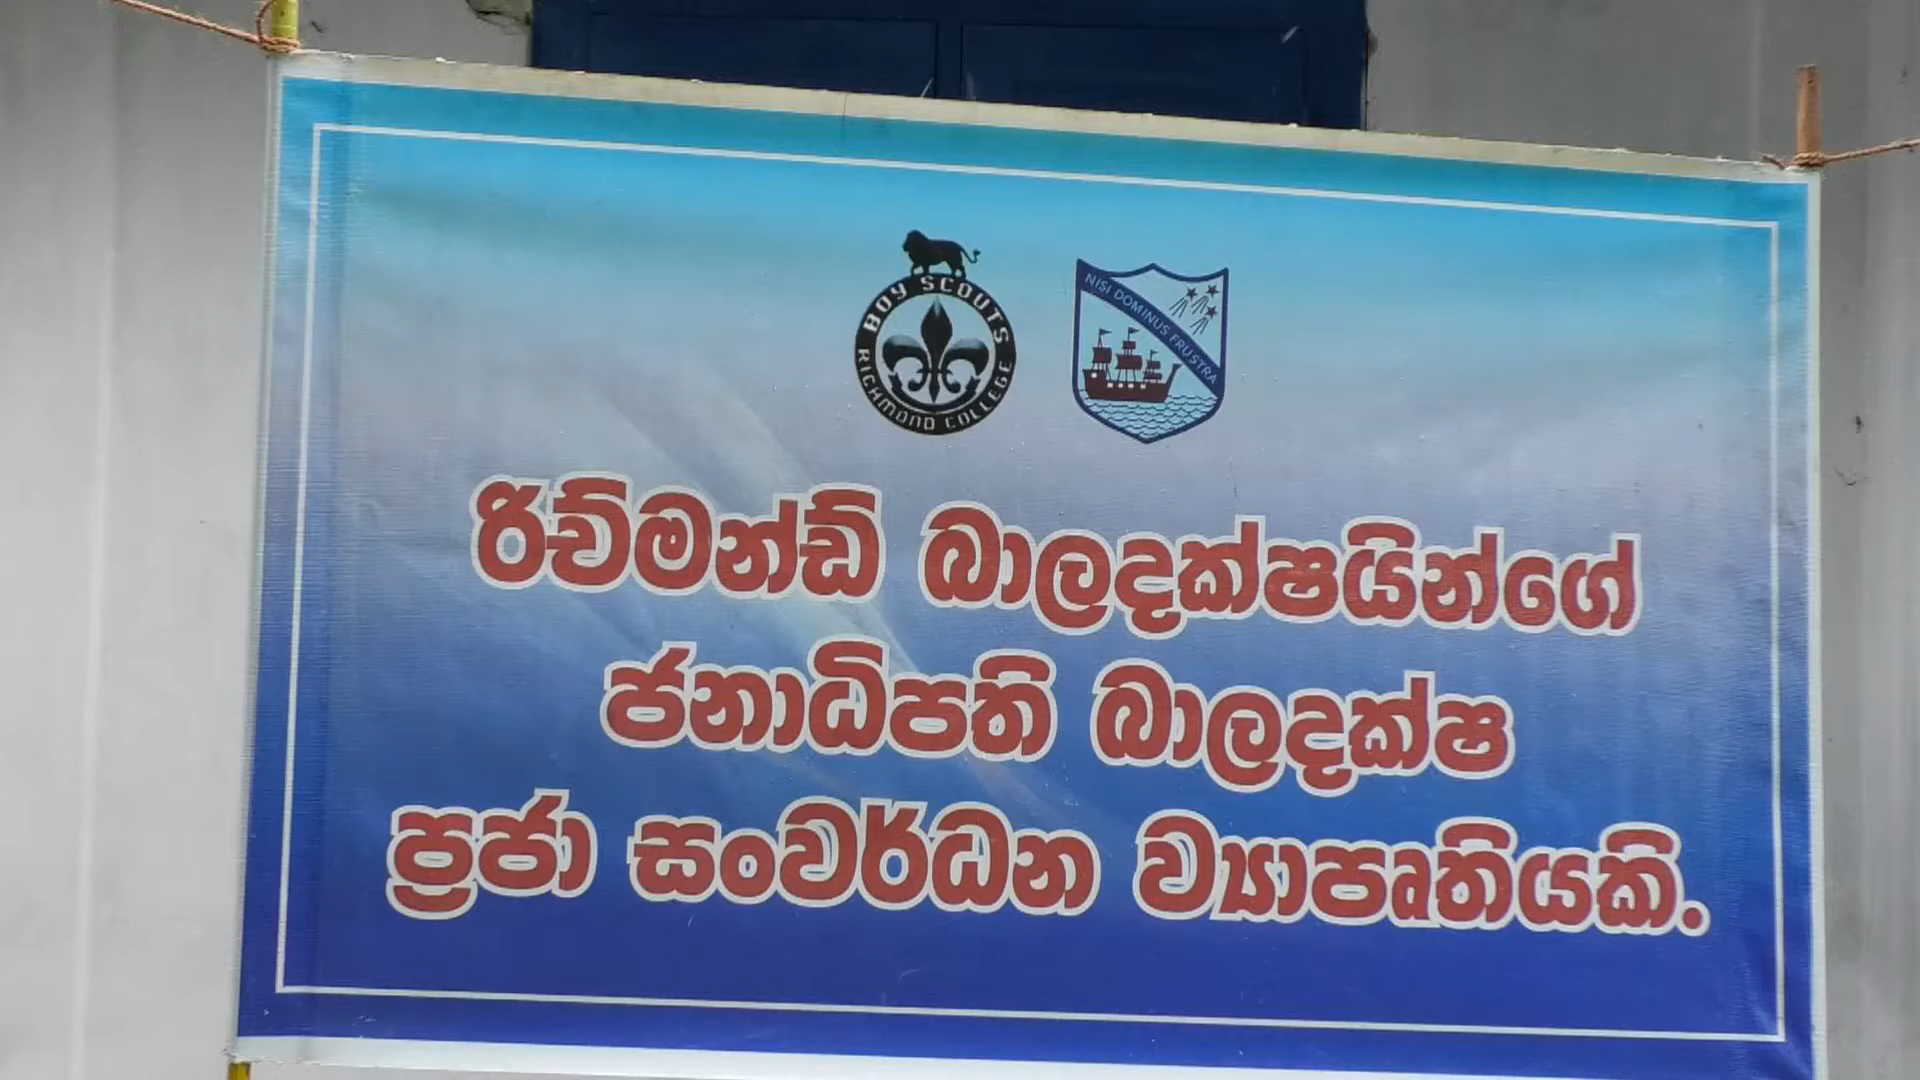 BOY SCOUTS
RICHMOND COLLEGE
NISI DOMINUS FRUSTRA
රිච්මන්ඩ් බාලදක්ෂයින්ගේ
ජනාධිපති බාලදක්ෂ
ප්‍රජා සංවර්ධන ව්‍යාපෘතියකි.